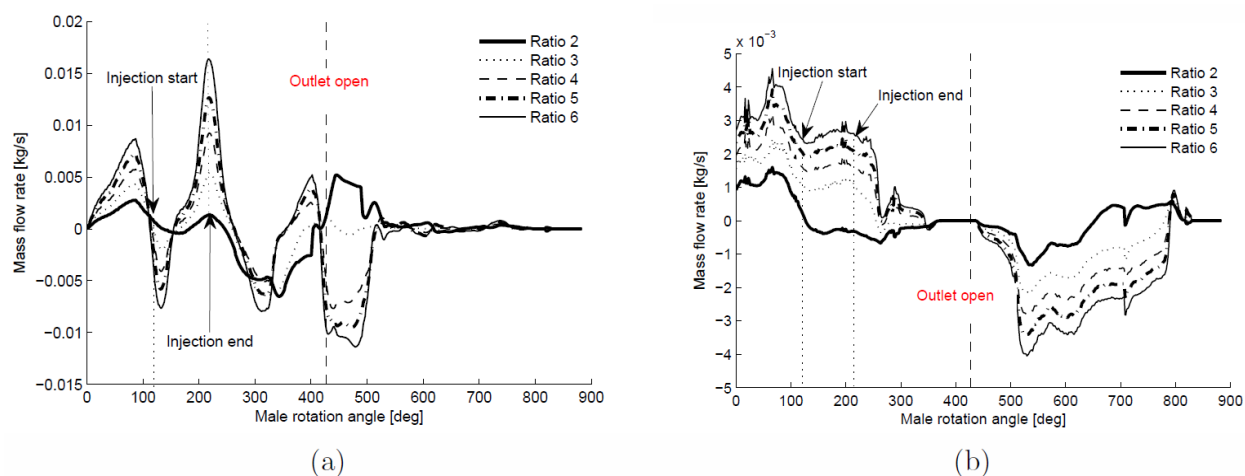 0.02
0.015
0.01
0.005
0
−0.005
−0.01
−0.015
Mass flow rate [kg/s]
0 100 200 300 400 500 600 700 800 900
Male rotation angle [deg]
Injection start
Injection end
Outlet open
Ratio 2
Ratio 3
Ratio 4
Ratio 5
Ratio 6
(a)
x 10⁻³
5
4
3
2
1
0
−1
−2
−3
−4
−5
Mass flow rate [kg/s]
0 100 200 300 400 500 600 700 800 900
Male rotation angle [deg]
Injection start
Injection end
Outlet open
Ratio 2
Ratio 3
Ratio 4
Ratio 5
Ratio 6
(b)